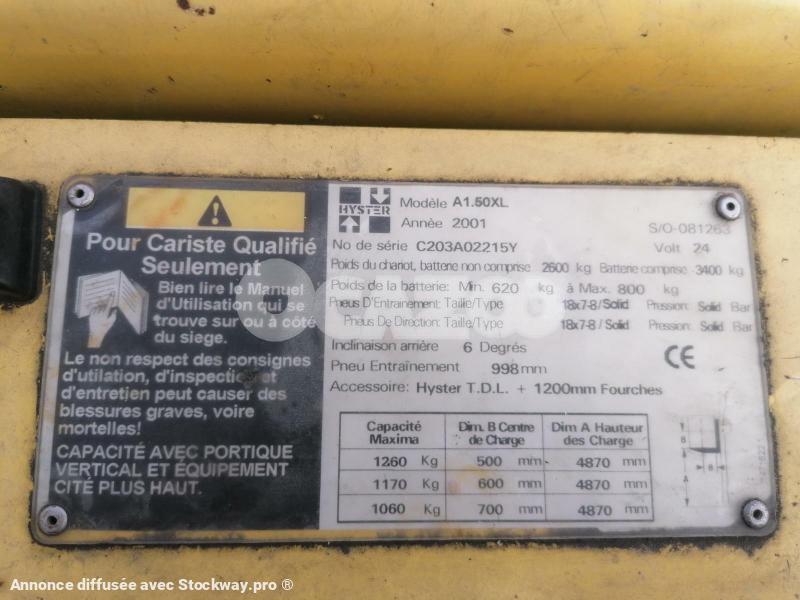 Pour Cariste Qualifié
Seulement
Bien lire le Manuel
d'Utilisation qui se
trouve sur ou à côté
du siege.
Le non respect des consignes
d'utilation, d'inspection et
d'entretien peut causer des
blessures graves, voire
mortelles!
CAPACITÉ AVEC PORTIQUE
VERTICAL ET ÉQUIPEMENT
CITÉ PLUS HAUT.
HYSTER
Modèle A1.50XL
Année 2001 S/O-081263
No de série C203A02215Y Volt 24
Poids du chariot, batterie non comprise 2600 kg Batterie comprise 3400 kg
Poids de la batterie: Min. 620 kg à Max. 800 kg
Pneus D'Entrainement: Taille/Type 18x7-8/Solid Pression: Solid Bar
Pneus De Direction: Taille/Type 18x7-8/Solid Pression: Solid Bar
Inclinaison arrière 6 Degrés
Pneu Entraînement 998mm
CE
Accessoire: Hyster T.D.L. + 1200mm Fourches
Capacité Maxima Dim. B Centre de Charge Dim A Hauteur des Charge
1260 Kg 500 mm 4870 mm
1170 Kg 600 mm 4870 mm
1060 Kg 700 mm 4870 mm
B
A
B
Annonce diffusée avec Stockway.pro ®